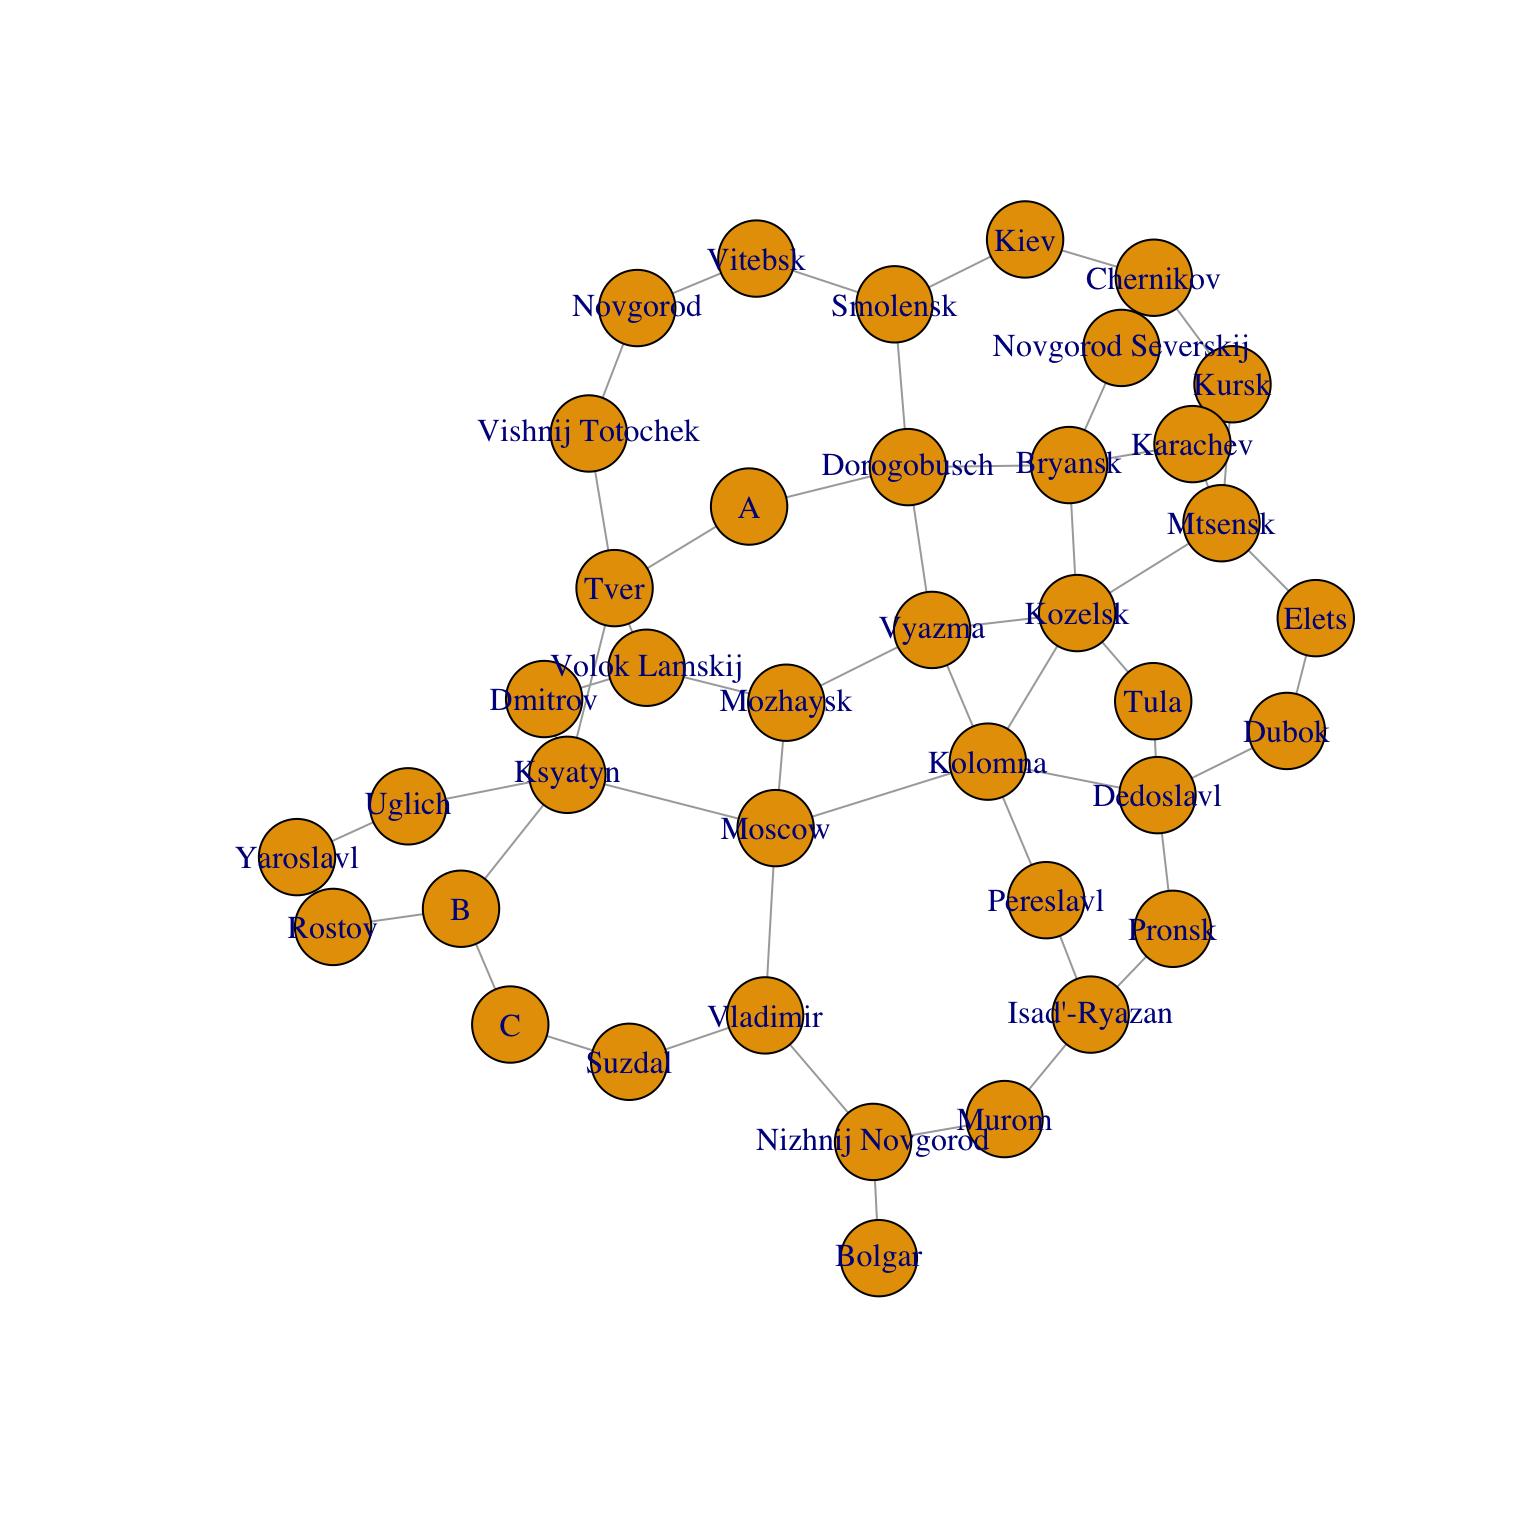 Kiev
Vitebsk
Chernikov
Novgorod
Smolensk
Novgorod Severskij
Kursk
Vishnij Totochek
Karachev
Dorogobusch
Bryansk
A
Mtsensk
Tver
Kozelsk
Elets
Vyazma
Volok Lamskij
Dmitrov
Mozhaysk
Tula
Dubok
Kolomna
Ksyatyn
Dedoslavl
Uglich
Moscow
Yaroslavl
Pereslavl
B
Rostov
Pronsk
Isad'-Ryazan
Vladimir
C
Suzdal
Murom
Nizhnij Novgorod
Bolgar